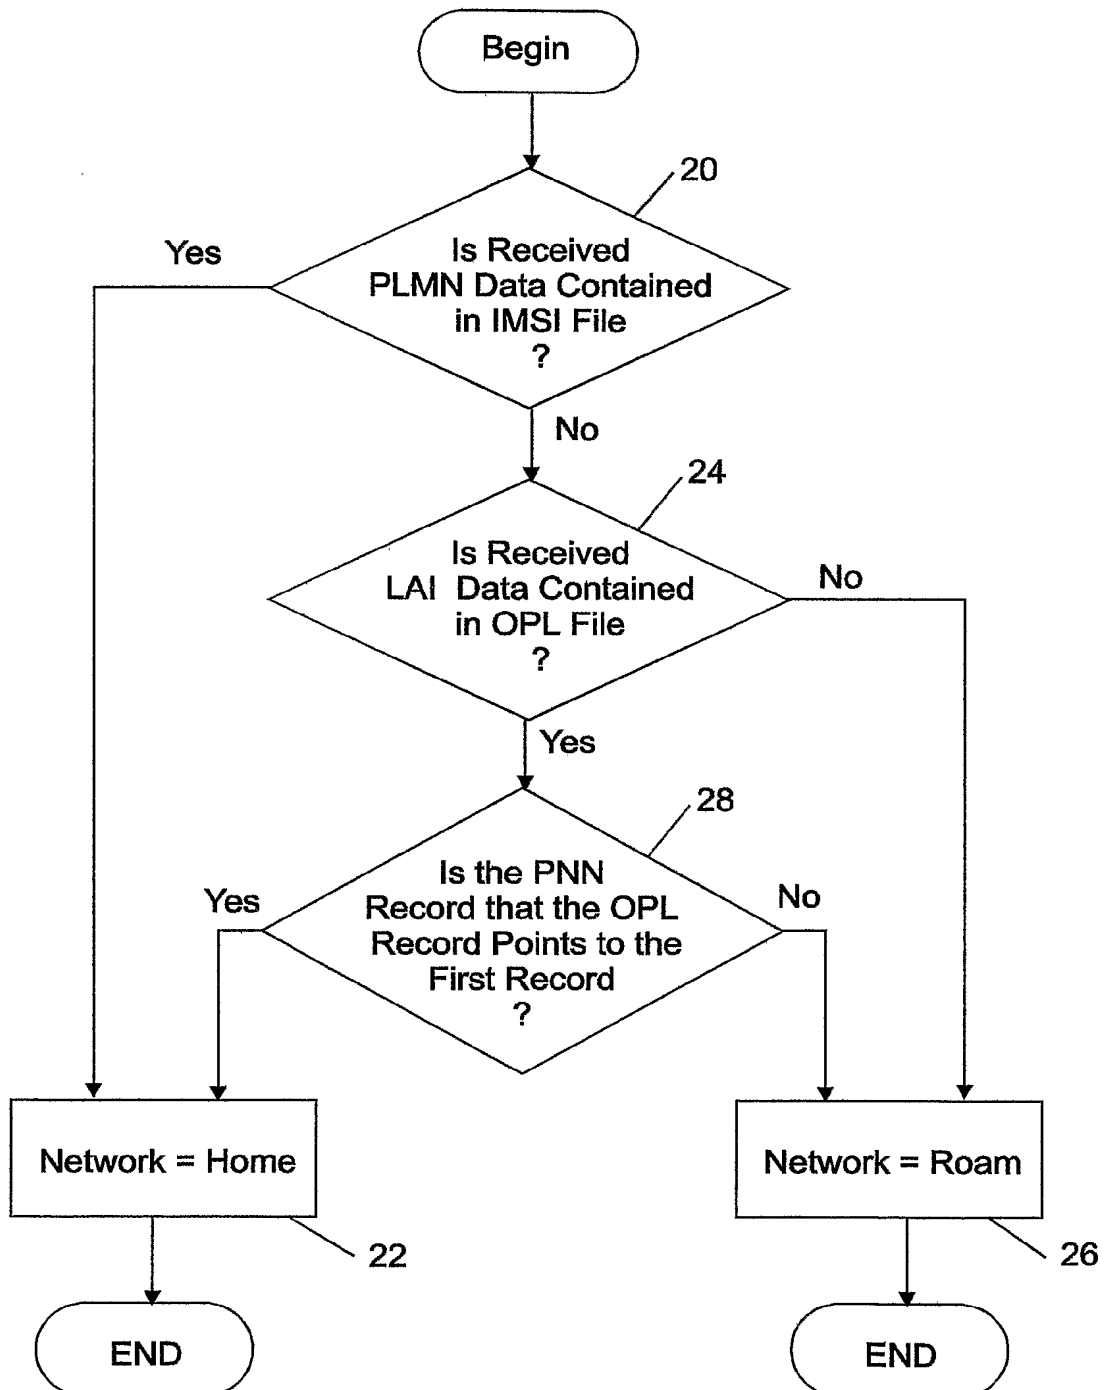 Begin
20
Yes
Is Received
PLMN Data Contained
in IMSI File
?
No
24
Is Received
LAI Data Contained
in OPL File
?
No
Yes
28
Is the PNN
Record that the OPL
Record Points to the
First Record
?
Yes
No
Network = Home
Network = Roam
22
26
END
END